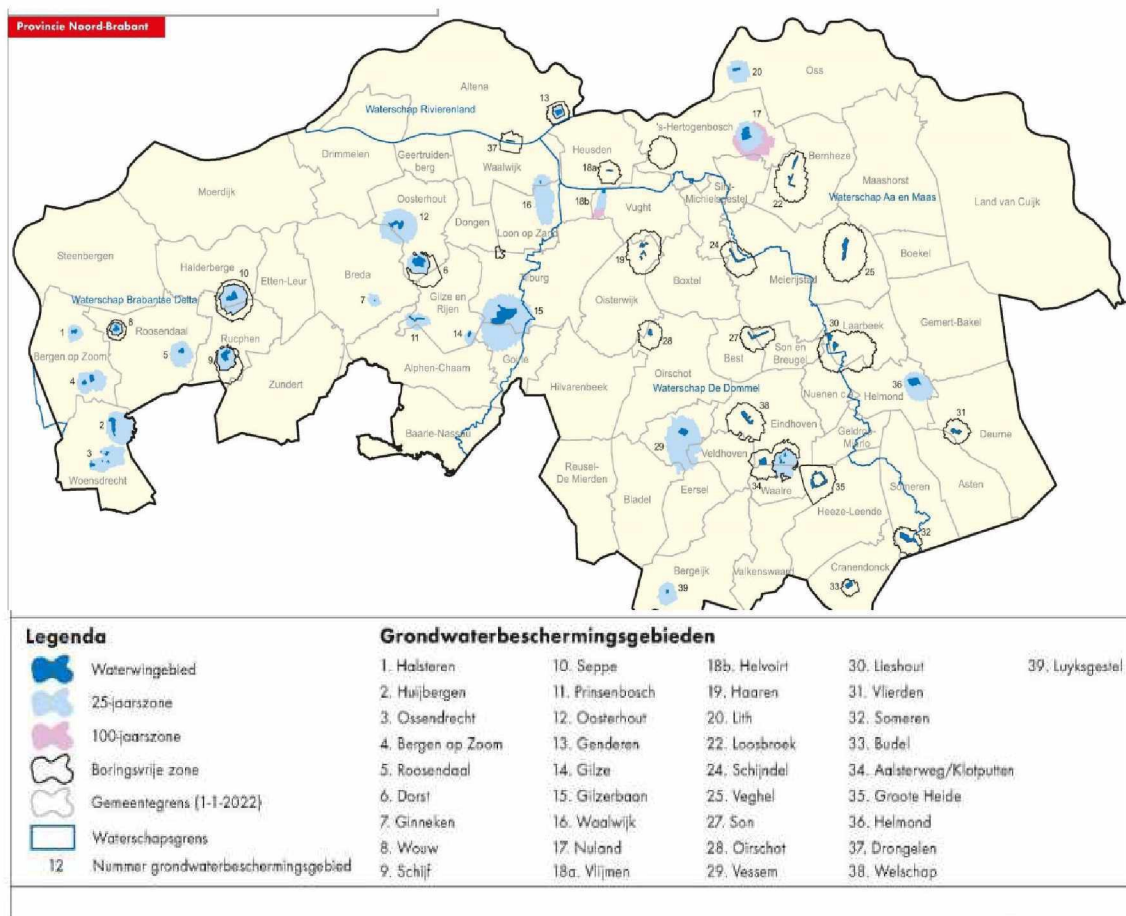 Provincie Noord-Brabant
Altena
Waterschap Rivierenland
13
20
Oss
17
's-Hertogenbosch
37
Heusden
Drimmelen
Geertruiden-
berg
Waalwijk
18a
Bernheze
Maashorst
Moerdijk
Oosterhout
16
18b
Sint-
Michielsgestel
22
Waterschap Aa en Maas
Land van Cuijk
12
Dongen
Vught
Loon op Zand
Steenbergen
Halderberge
10
Etten-Leur
Breda
6
Tilburg
19
Boxtel
24
Meierijstad
25
Boekel
Waterschap Brabantse Delta
7
Gilze en
Rijen
15
Oisterwijk
Gemert-Bakel
1
8
Roosendaal
11
14
28
27
30
Laarbeek
Bergen op Zoom
5
Rucphen
9
Goirle
Best
Son en
Breugel
4
Zundert
Alphen-Chaam
Hilvarenbeek
Oirschot
Waterschap De Dommel
Nuenen c.a.
36
Helmond
2
38
Eindhoven
31
Deurne
3
Baarle-Nassau
29
Geldrop-
Mierlo
Woensdrecht
Veldhoven
Reusel-
De Mierden
34
Waalre
35
Someren
Asten
Bladel
Eersel
Heeze-Leende
32
Bergeijk
Valkenswaard
Cranendonck
33
39
Legenda
Waterwingebied
25-jaarszone
100-jaarszone
Boringsvrije zone
Gemeentegrens (1-1-2022)
Waterschapsgrens
12 Nummer grondwaterbeschermingsgebied
Grondwaterbeschermingsgebieden
1. Halsteren
2. Huijbergen
3. Ossendrecht
4. Bergen op Zoom
5. Roosendaal
6. Dorst
7. Ginneken
8. Wouw
9. Schijf
10. Seppe
11. Prinsenbosch
12. Oosterhout
13. Genderen
14. Gilze
15. Gilzerbaan
16. Waalwijk
17. Nuland
18a. Vlijmen
18b. Helvoirt
19. Haaren
20. Lith
22. Loosbroek
24. Schijndel
25. Veghel
27. Son
28. Oirschot
29. Vessem
30. Lieshout
31. Vlierden
32. Someren
33. Budel
34. Aalsterweg/Klotputten
35. Groote Heide
36. Helmond
37. Drongelen
38. Welschap
39. Luyksgestel